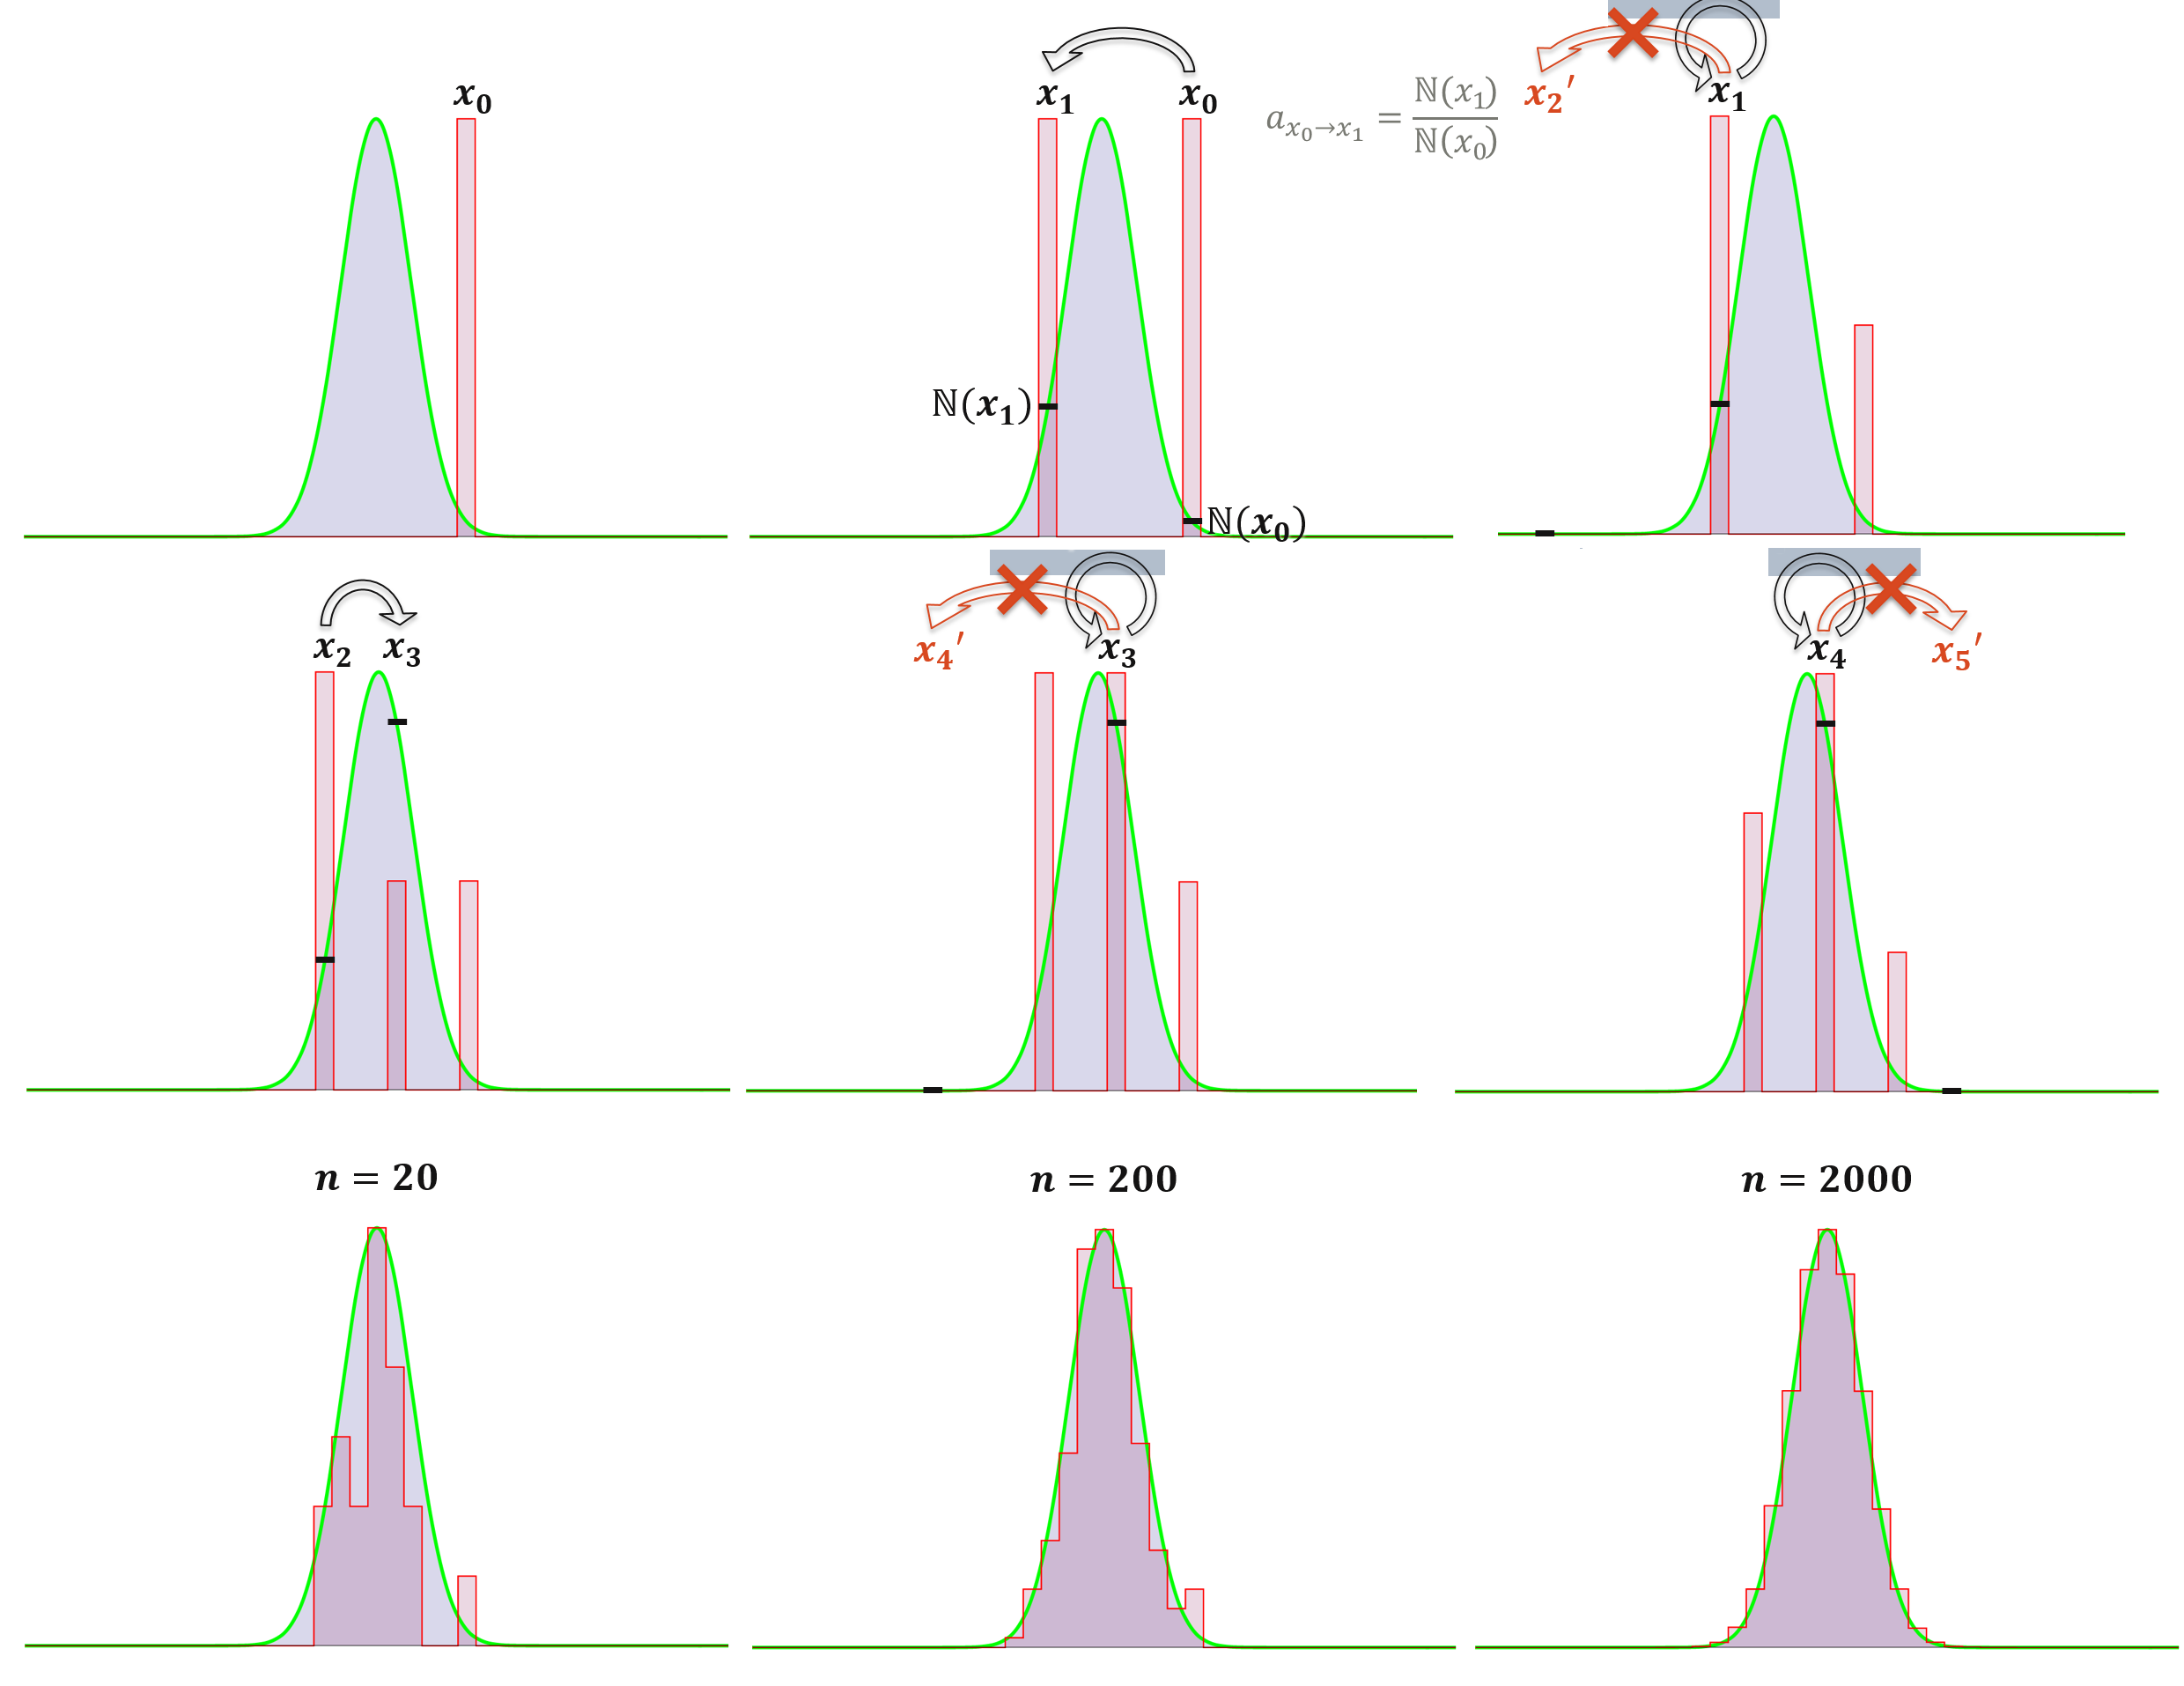 x₀
x₁
x₀
a_{x₀→x₁} = ℕ(x₁)/ℕ(x₀)
x₂′
x₁
ℕ(x₁)
ℕ(x₀)
x₂
x₃
x₄′
x₃
x₄
x₅′
n = 20
n = 200
n = 2000